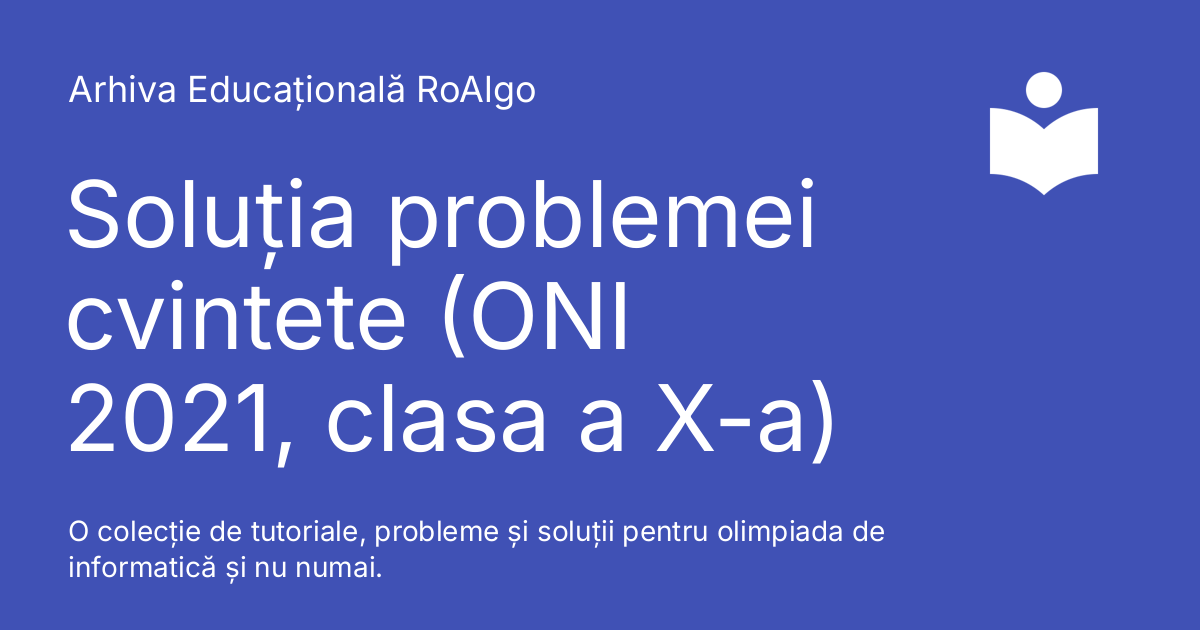 Arhiva Educațională RoAlgo
Soluția problemei
cvintete (ONI
2021, clasa a X-a)
O colecție de tutoriale, probleme și soluții pentru olimpiada de
informatică și nu numai.